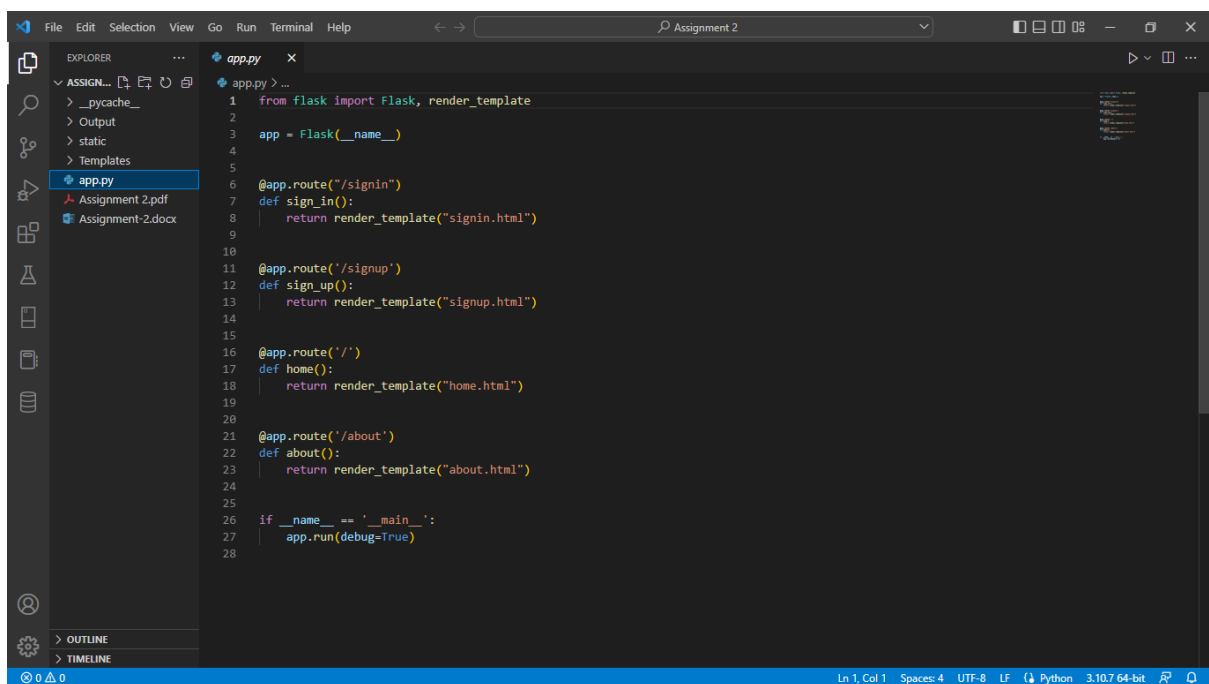 File Edit Selection View Go Run Terminal Help
Assignment 2
EXPLORER
ASSIGN...
__pycache__
Output
static
Templates
app.py
Assignment 2.pdf
Assignment-2.docx
OUTLINE
TIMELINE
app.py
app.py > ...
1 from flask import Flask, render_template
2
3 app = Flask(__name__)
4
5
6 @app.route("/signin")
7 def sign_in():
8     return render_template("signin.html")
9
10
11 @app.route('/signup')
12 def sign_up():
13     return render_template("signup.html")
14
15
16 @app.route('/')
17 def home():
18     return render_template("home.html")
19
20
21 @app.route('/about')
22 def about():
23     return render_template("about.html")
24
25
26 if __name__ == '__main__':
27     app.run(debug=True)
28
0 0
Ln 1, Col 1 Spaces: 4 UTF-8 LF Python 3.10.7 64-bit